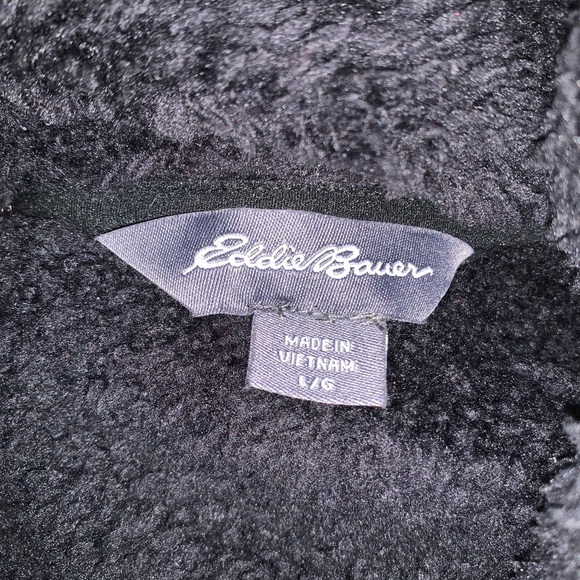 Eddie Bauer
MADE IN
VIETNAM
L/G